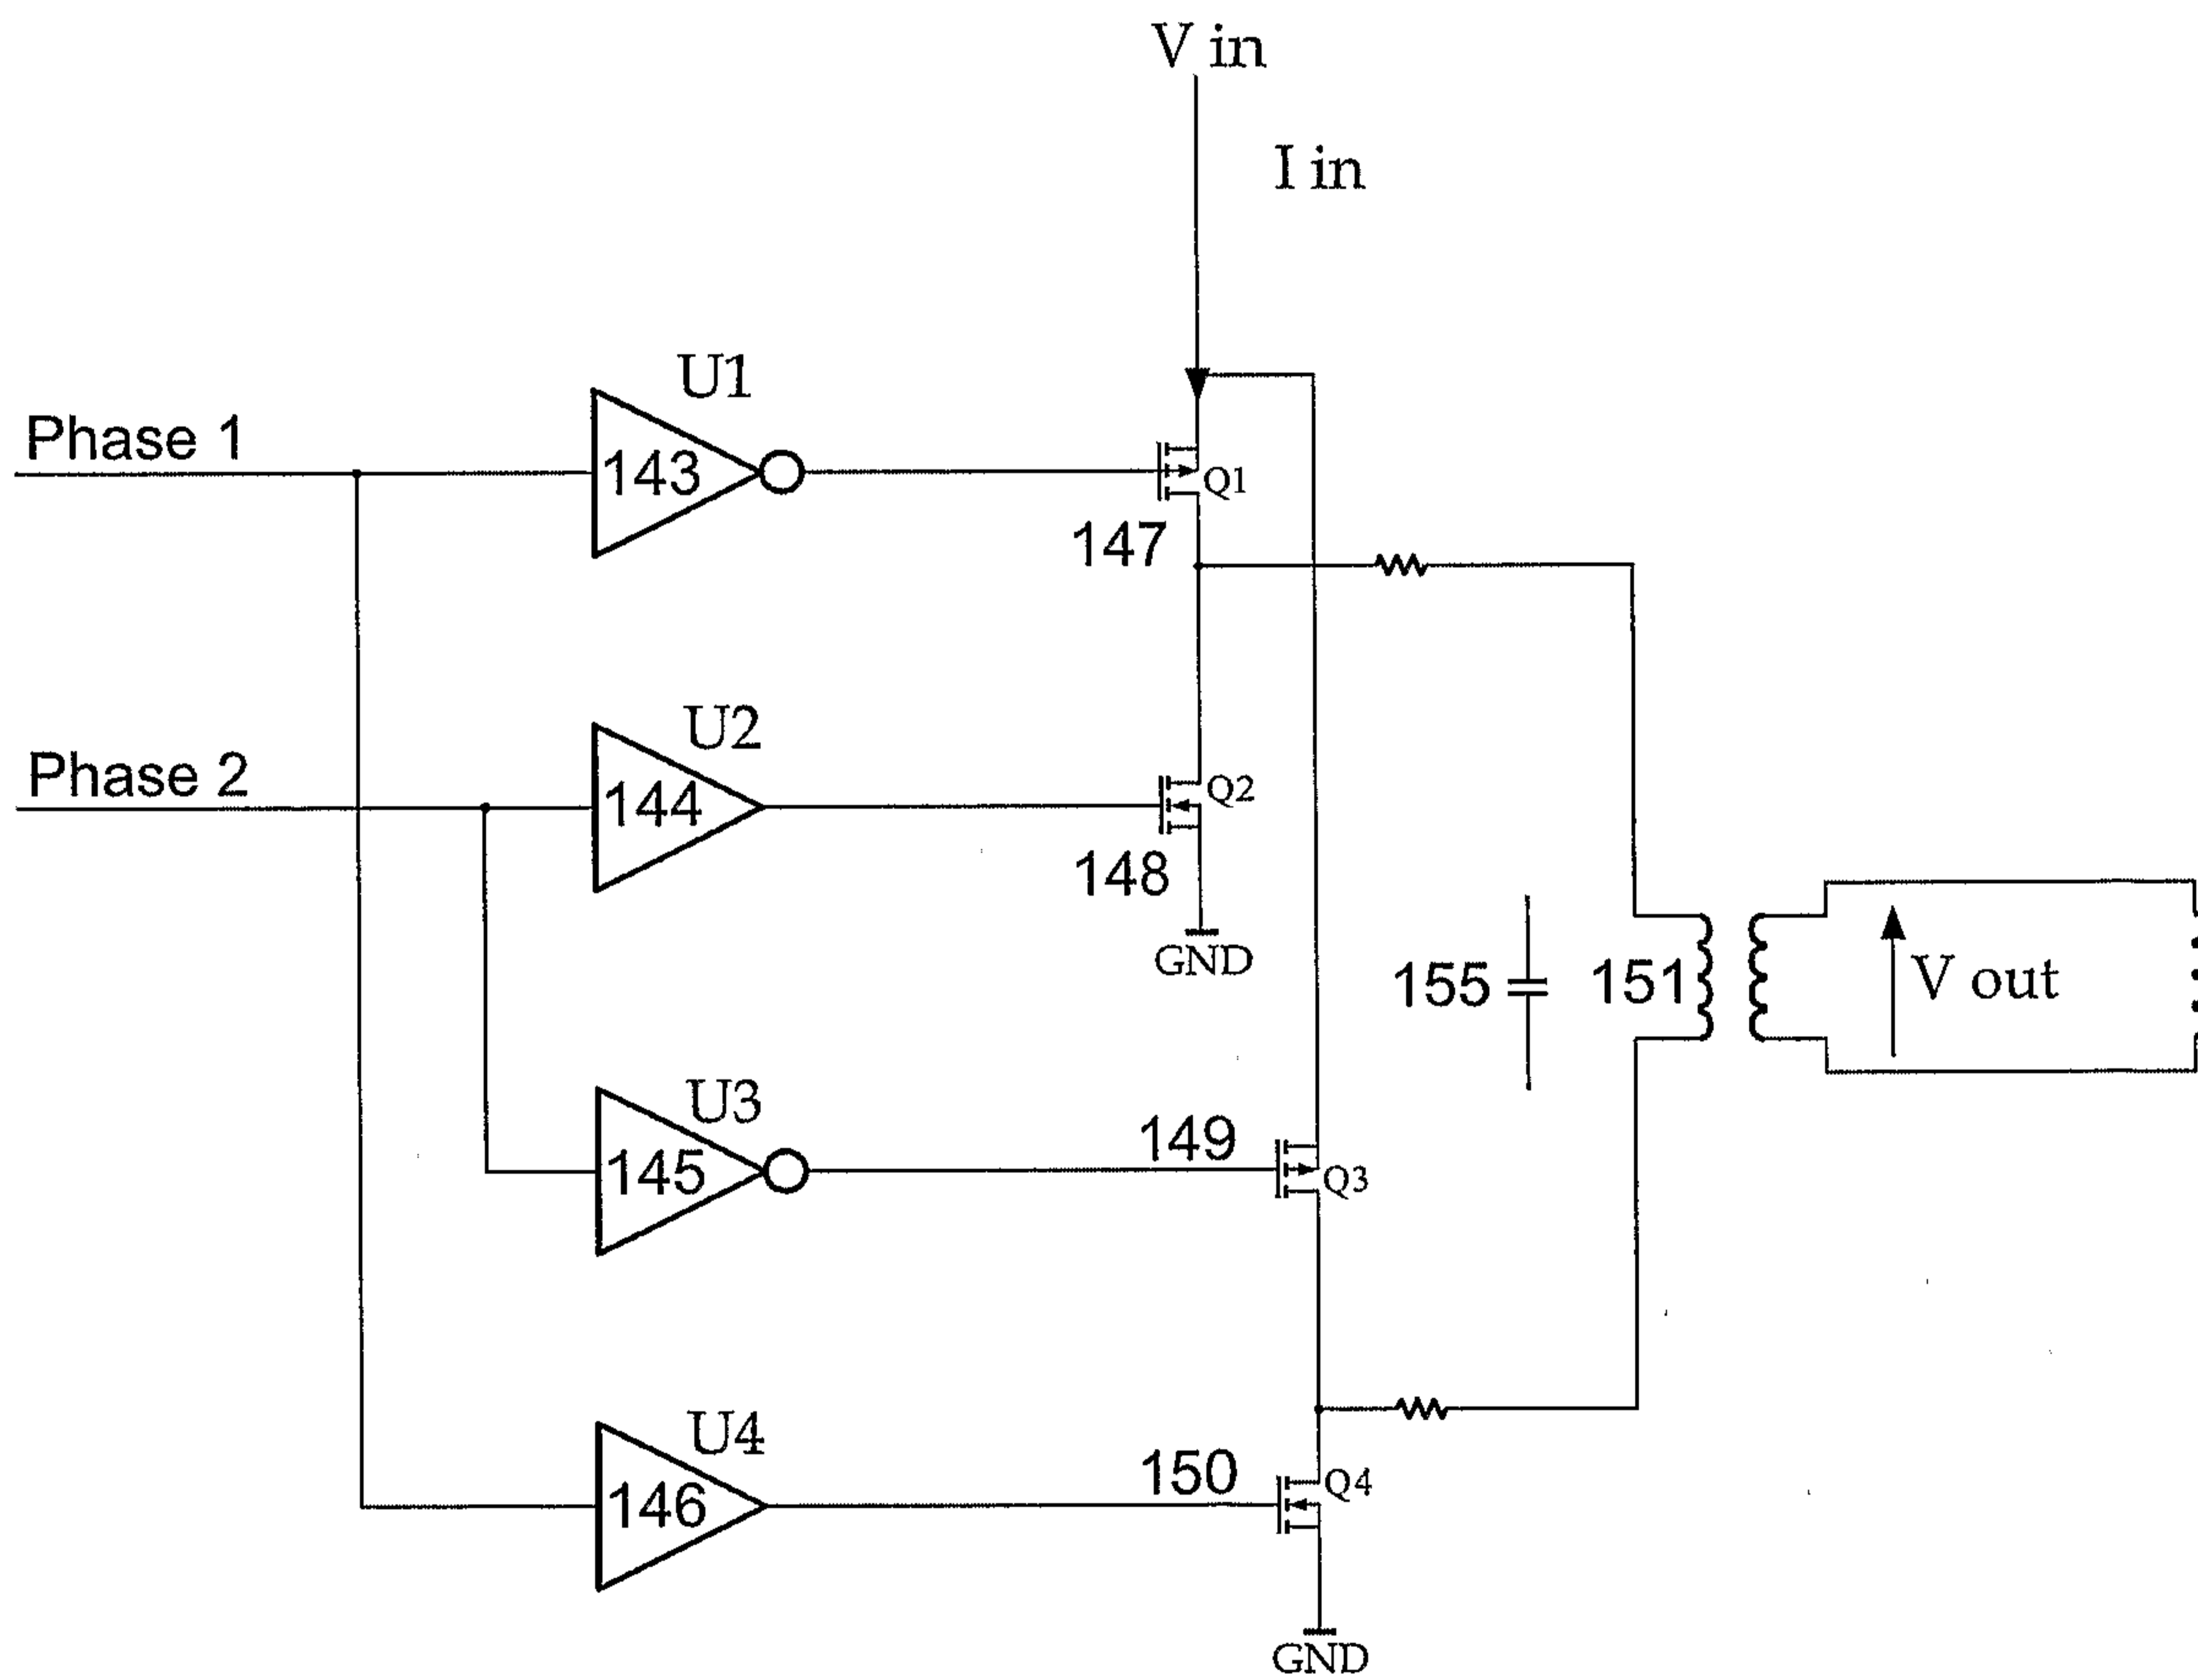 V in
I in
U1
Phase 1
143
Q1
147
U2
Phase 2
144
Q2
148
GND
155
151
V out
U3
149
145
Q3
U4
150
146
Q4
GND